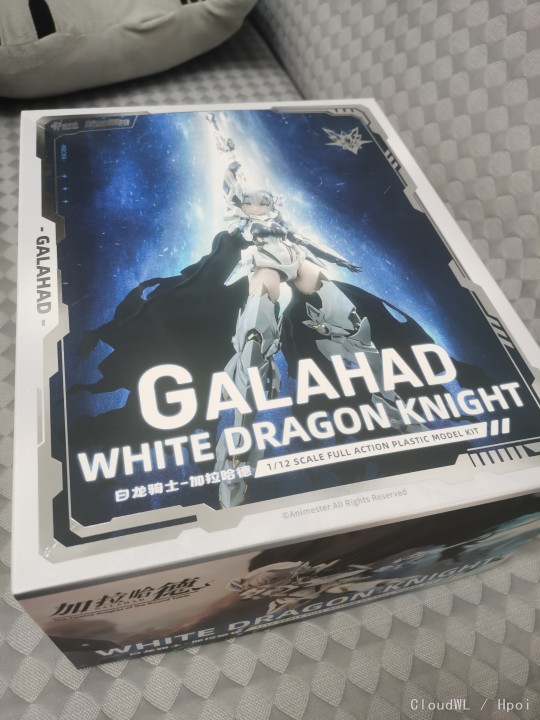 - GALAHAD -
GALAHAD
WHITE DRAGON KNIGHT
1/12 SCALE FULL ACTION PLASTIC MODEL KIT
白龙骑士-加拉哈德
©Animester All Rights Reserved
加拉哈德
WHITE DRAGON KNIGHT
CloudWL / Hpoi